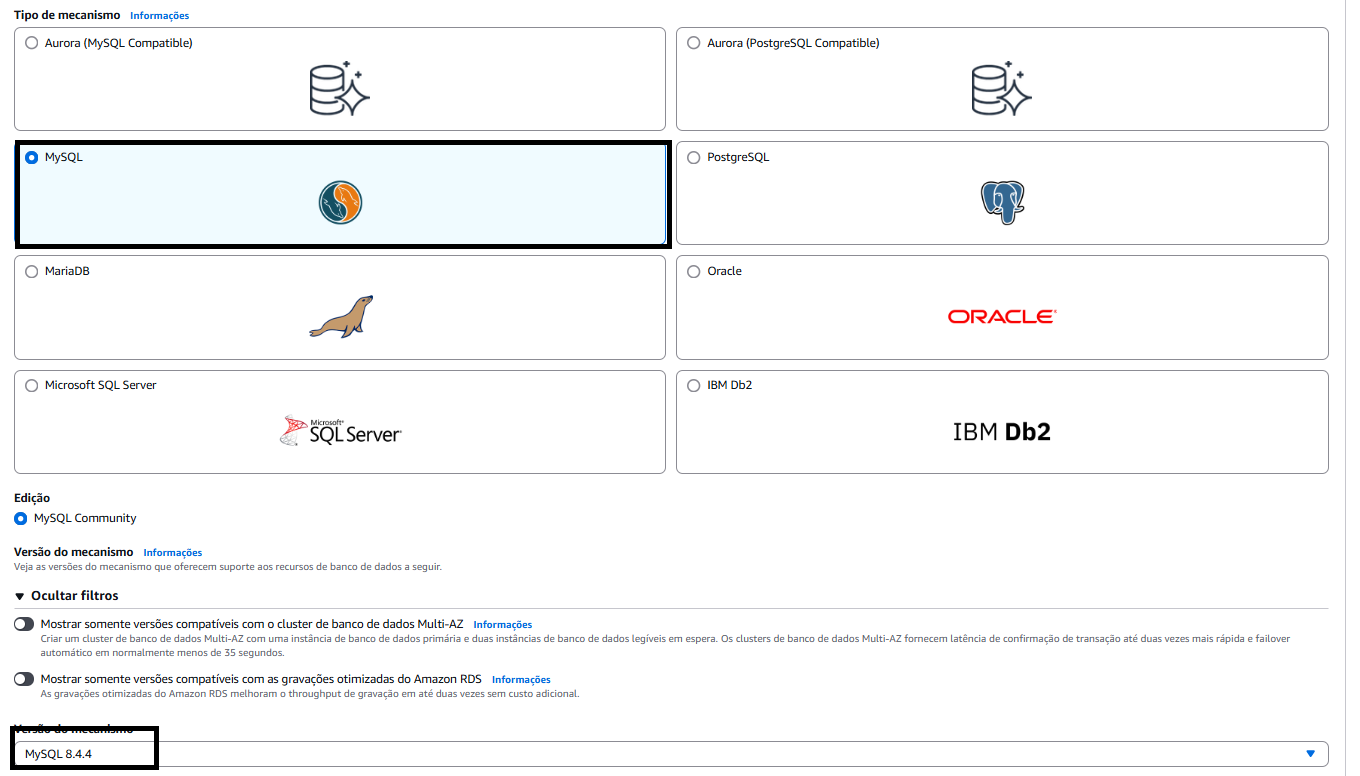 Tipo de mecanismo Informações
Aurora (MySQL Compatible)
Aurora (PostgreSQL Compatible)
MySQL
PostgreSQL
MariaDB
Oracle
ORACLE
Microsoft SQL Server
Microsoft®
SQL Server
IBM Db2
IBM Db2
Edição
MySQL Community
Versão do mecanismo Informações
Veja as versões do mecanismo que oferecem suporte aos recursos de banco de dados a seguir.
Ocultar filtros
Mostrar somente versões compatíveis com o cluster de banco de dados Multi-AZ Informações
Criar um cluster de banco de dados Multi-AZ com uma instância de banco de dados primária e duas instâncias de banco de dados legíveis em espera. Os clusters de banco de dados Multi-AZ fornecem latência de confirmação de transação até duas vezes mais rápida e failover
automático em normalmente menos de 35 segundos.
Mostrar somente versões compatíveis com as gravações otimizadas do Amazon RDS Informações
As gravações otimizadas do Amazon RDS melhoram o throughput de gravação em até duas vezes sem custo adicional.
Versão do mecanismo
MySQL 8.4.4